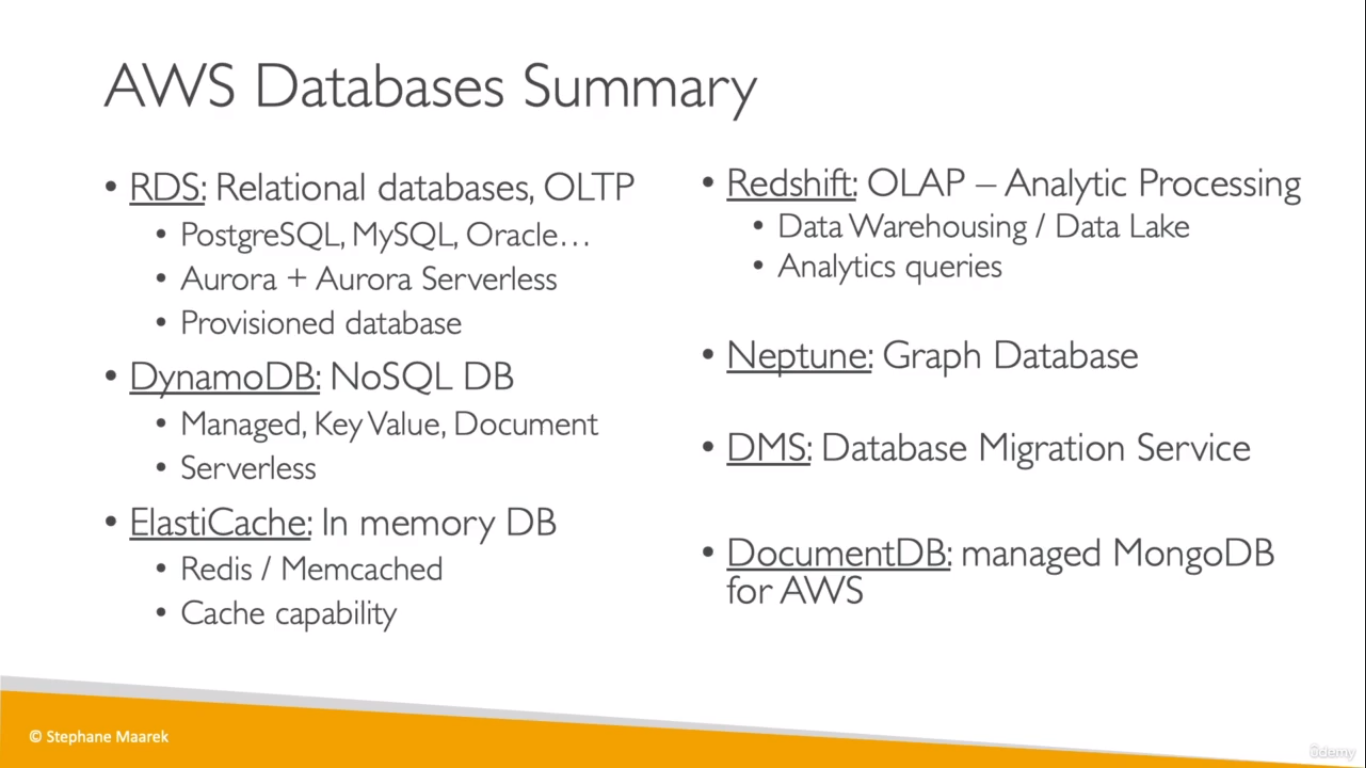 AWS Databases Summary
• RDS: Relational databases, OLTP
• PostgreSQL, MySQL, Oracle…
• Aurora + Aurora Serverless
• Provisioned database
• DynamoDB: NoSQL DB
• Managed, Key Value, Document
• Serverless
• ElastiCache: In memory DB
• Redis / Memcached
• Cache capability
• Redshift: OLAP – Analytic Processing
• Data Warehousing / Data Lake
• Analytics queries
• Neptune: Graph Database
• DMS: Database Migration Service
• DocumentDB: managed MongoDB
for AWS
© Stephane Maarek
ûdemy